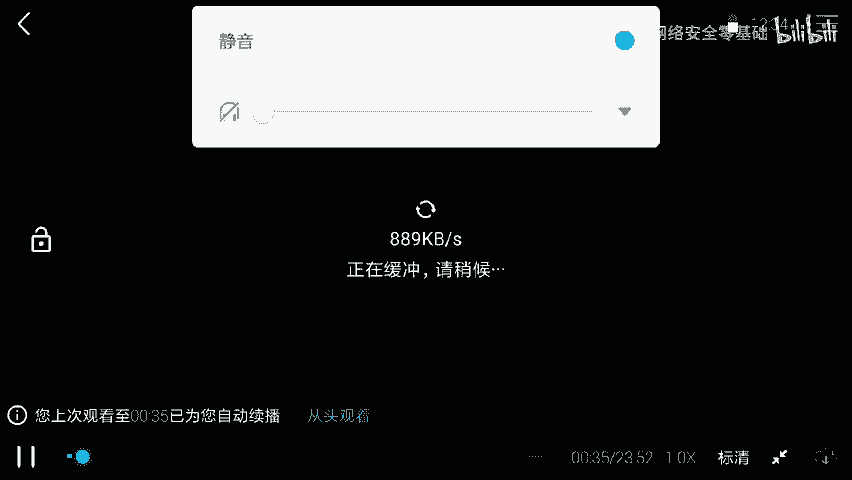 静音
网络安全零基础 bilibili
12:34
889KB/s
正在缓冲，请稍候…
您上次观看至00:35已为您自动续播 从头观看
00:35/23:52 1.0X 标清